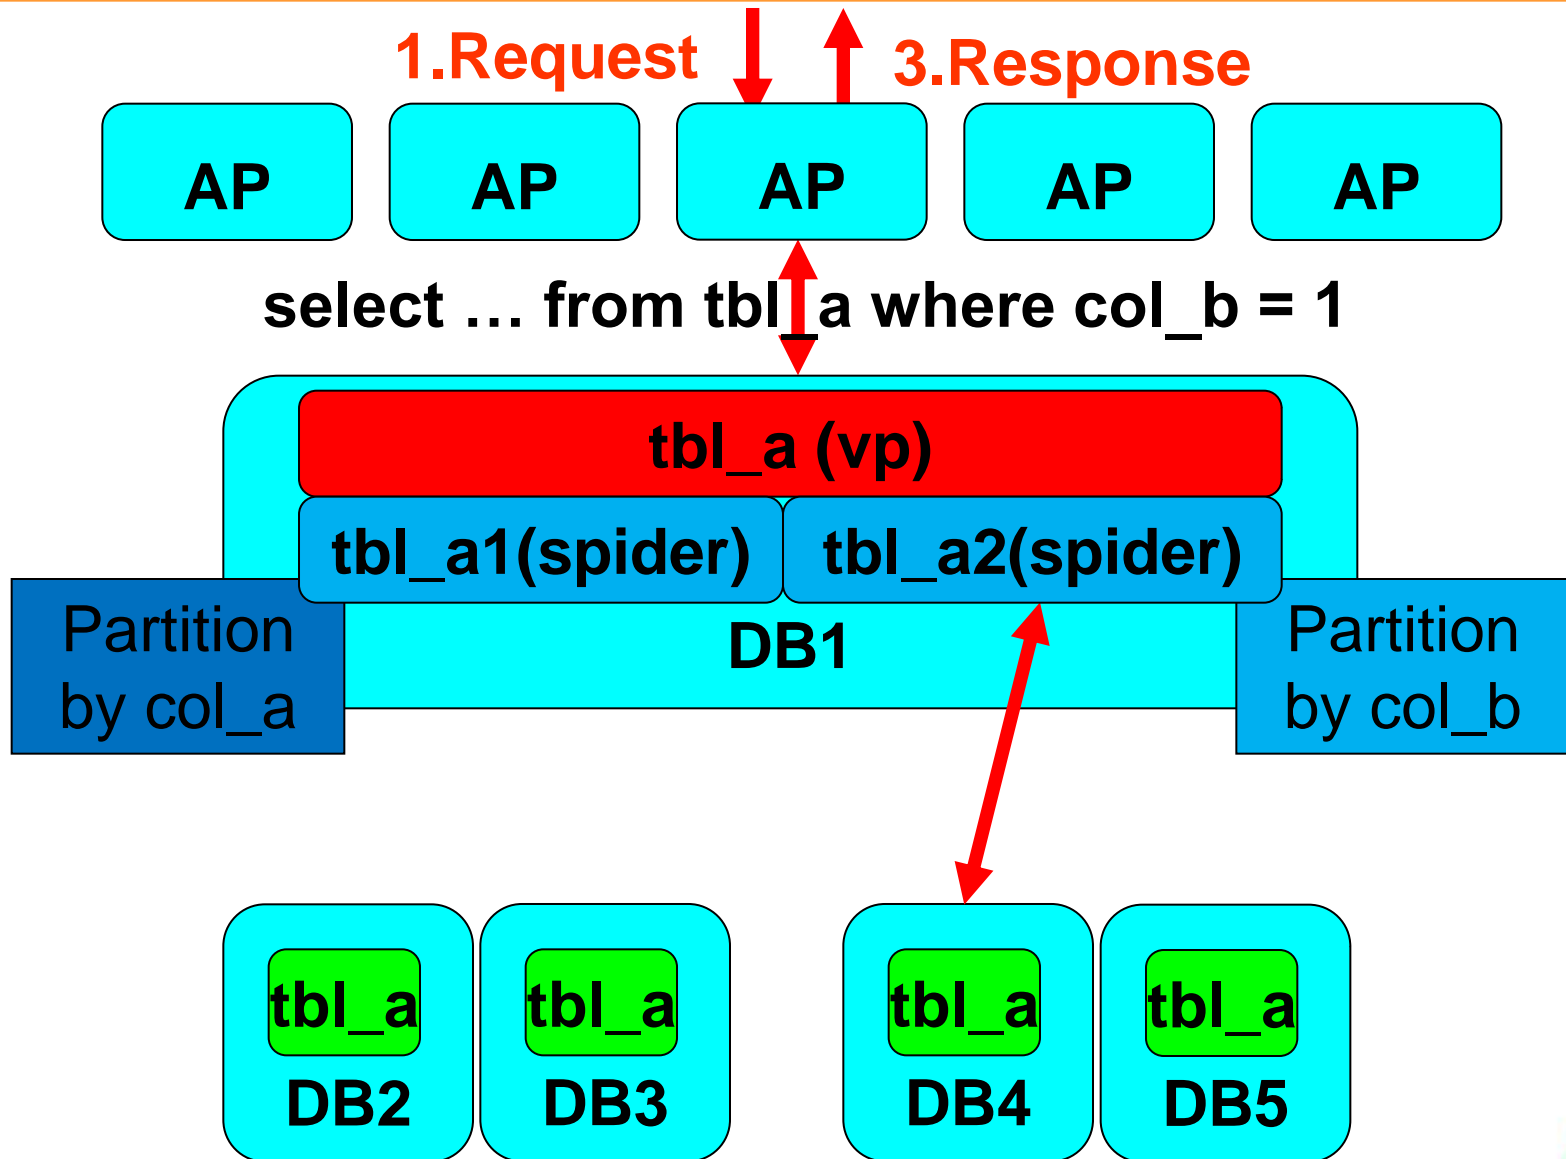 1.Request
3.Response
AP
AP
AP
AP
AP
select … from tbl_a where col_b = 1
tbl_a (vp)
tbl_a1(spider)
tbl_a2(spider)
Partition
by col_a
DB1
Partition
by col_b
tbl_a
DB2
tbl_a
DB3
tbl_a
DB4
tbl_a
DB5